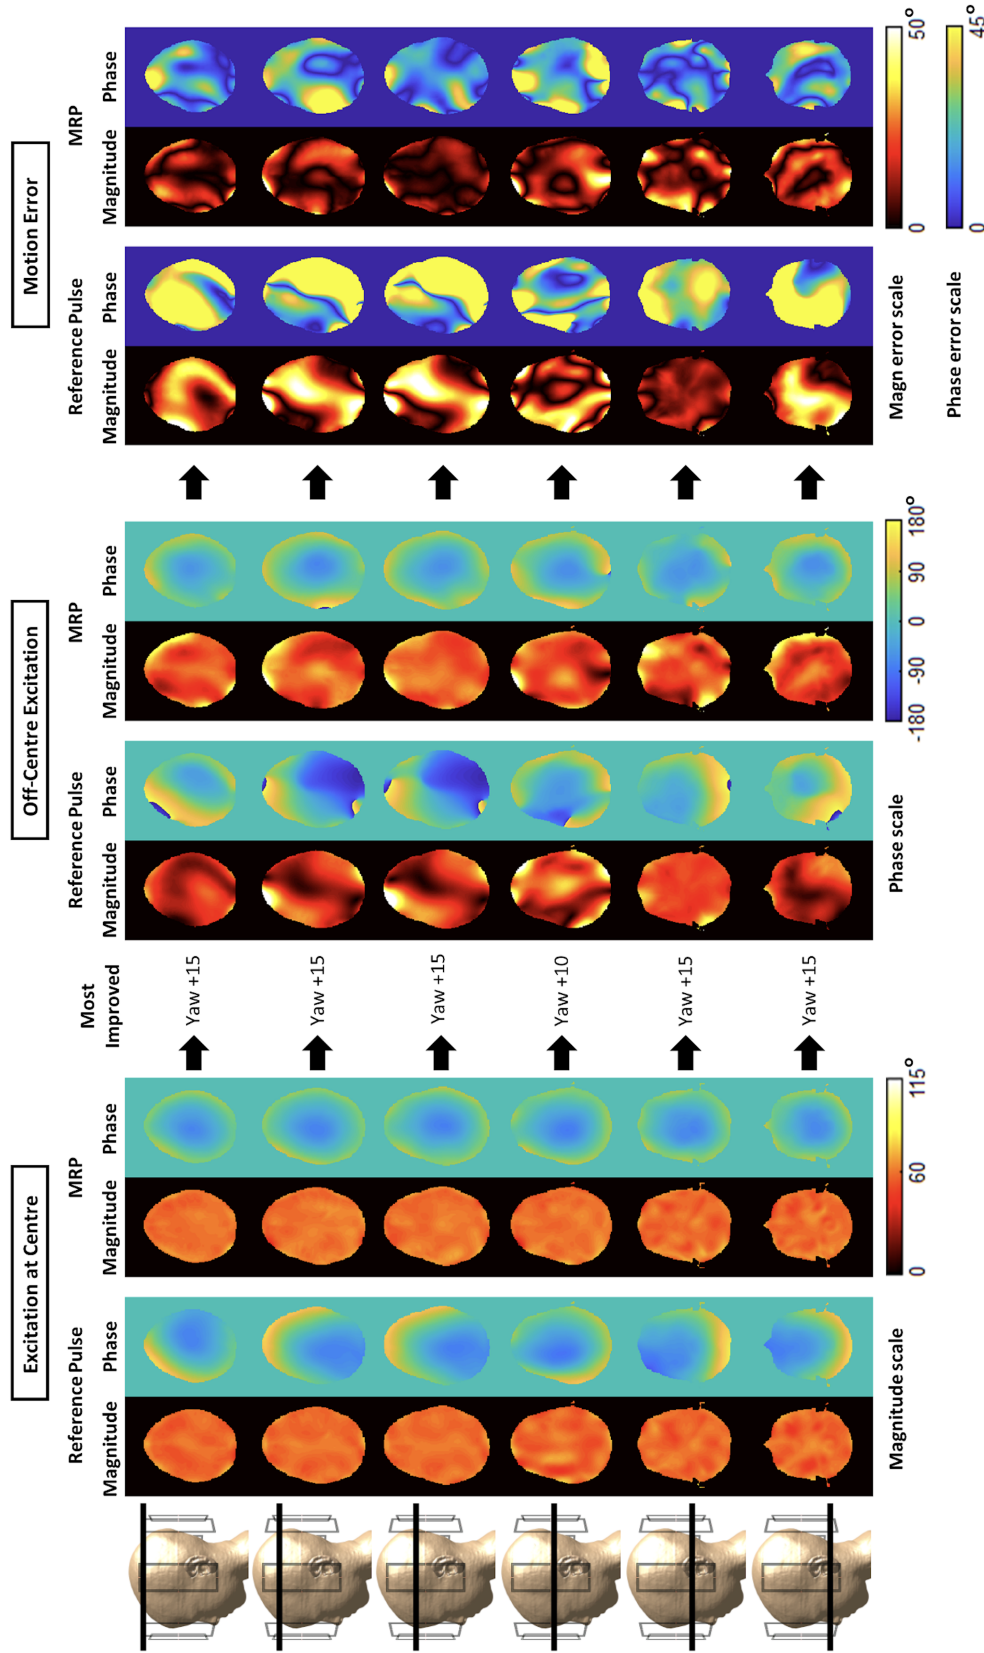 Excitation at Centre
Off-Centre Excitation
Motion Error
Reference Pulse
MRP
Most
Improved
Reference Pulse
MRP
Reference Pulse
MRP
Magnitude Phase
Magnitude Phase
Magnitude Phase
Magnitude Phase
Magnitude Phase
Magnitude Phase
Yaw +15
Yaw +15
Yaw +15
Yaw +10
Yaw +15
Yaw +15
Magnitude scale
0 60 115°
Phase scale
-180 -90 0 90 180°
Magn error scale
0 50°
Phase error scale
0 45°